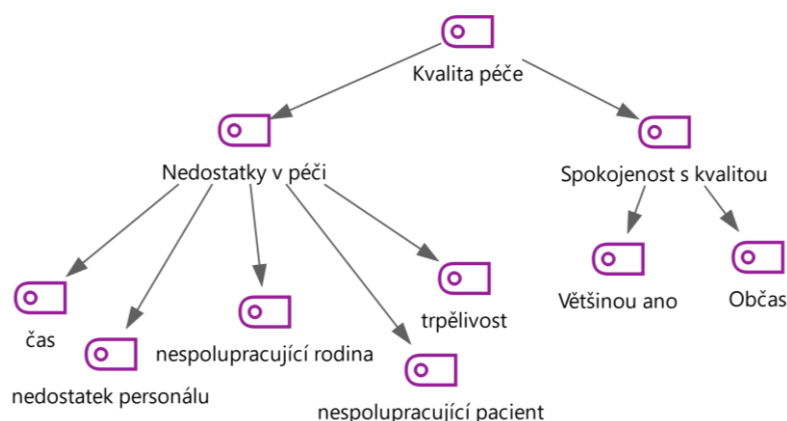 Kvalita péče
Nedostatky v péči
Spokojenost s kvalitou
čas
nedostatek personálu
nespolupracující rodina
nespolupracující pacient
trpělivost
Většinou ano
Občas